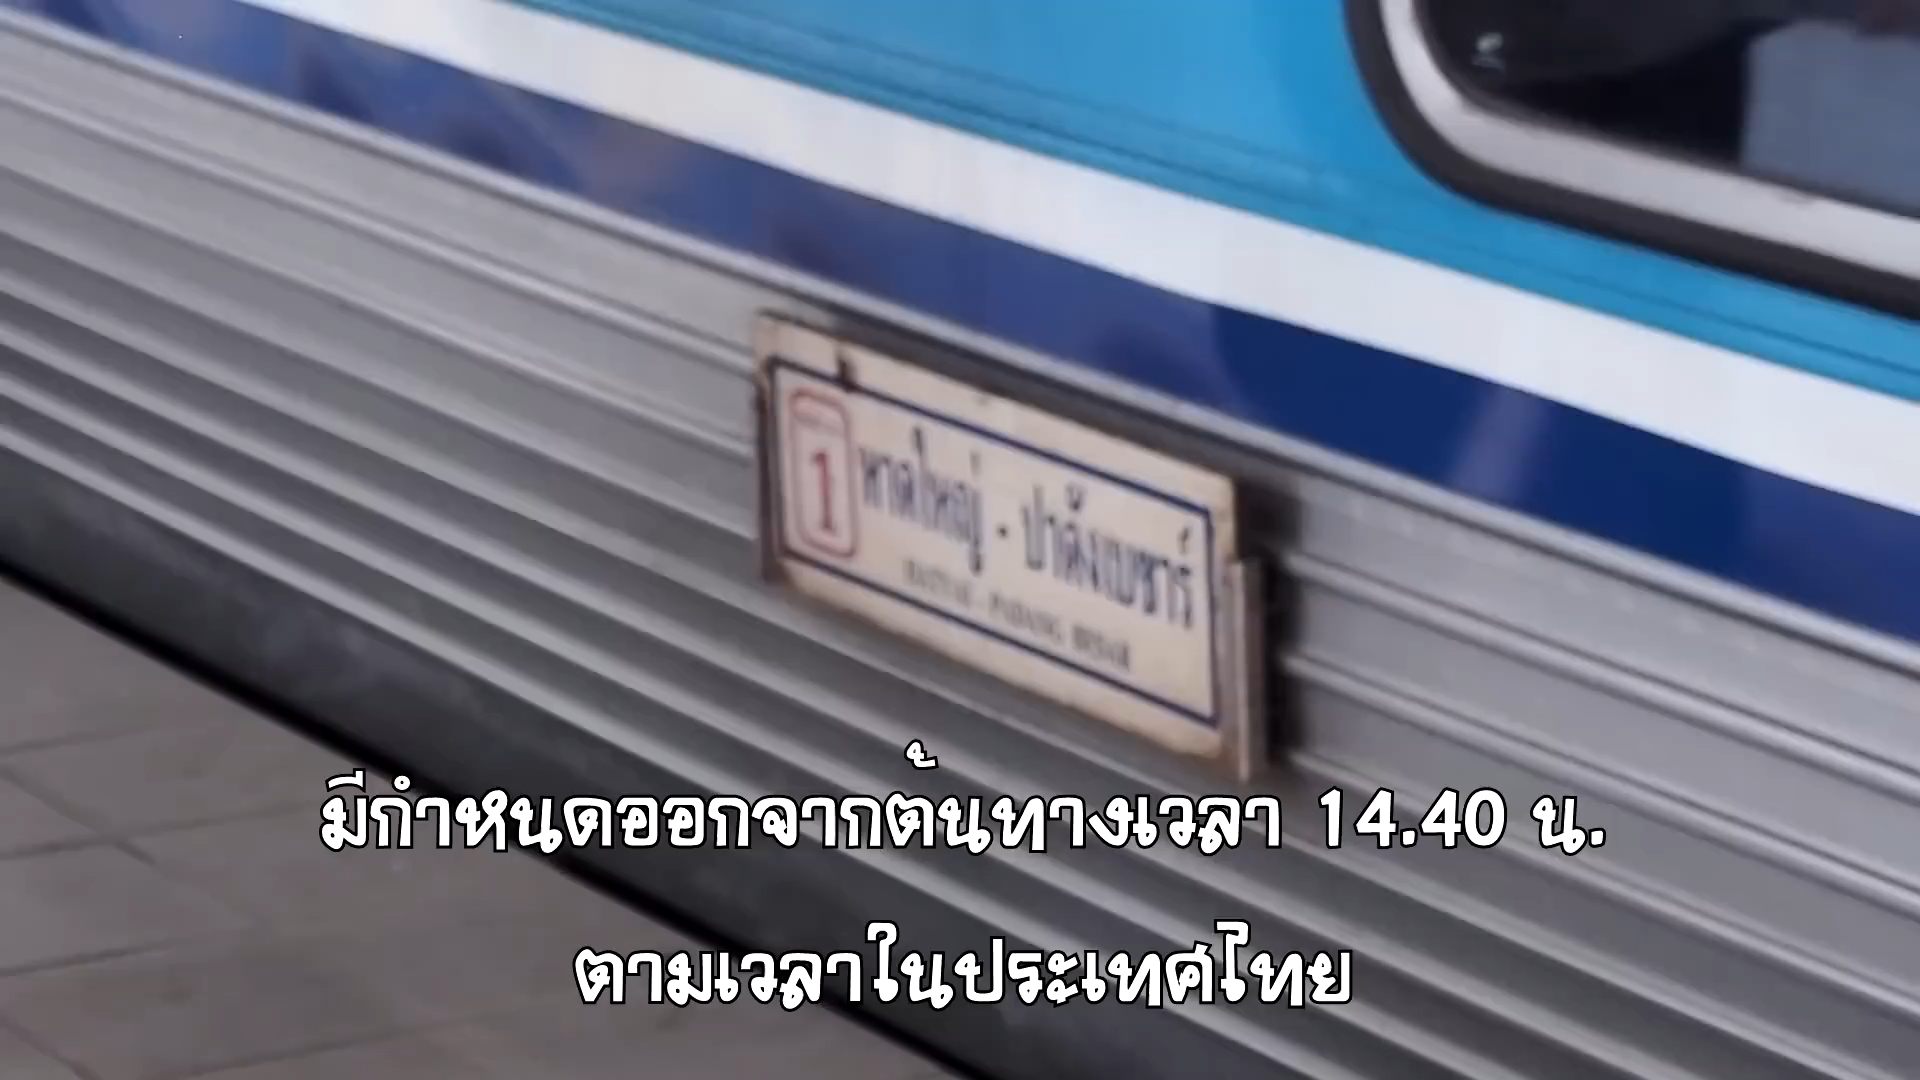 1
หาดใหญ่ - ปาดังเบซาร์
HATYAI - PADANG BESAR
มีกำหนดออกจากต้นทางเวลา 14.40 น.
ตามเวลาในประเทศไทย